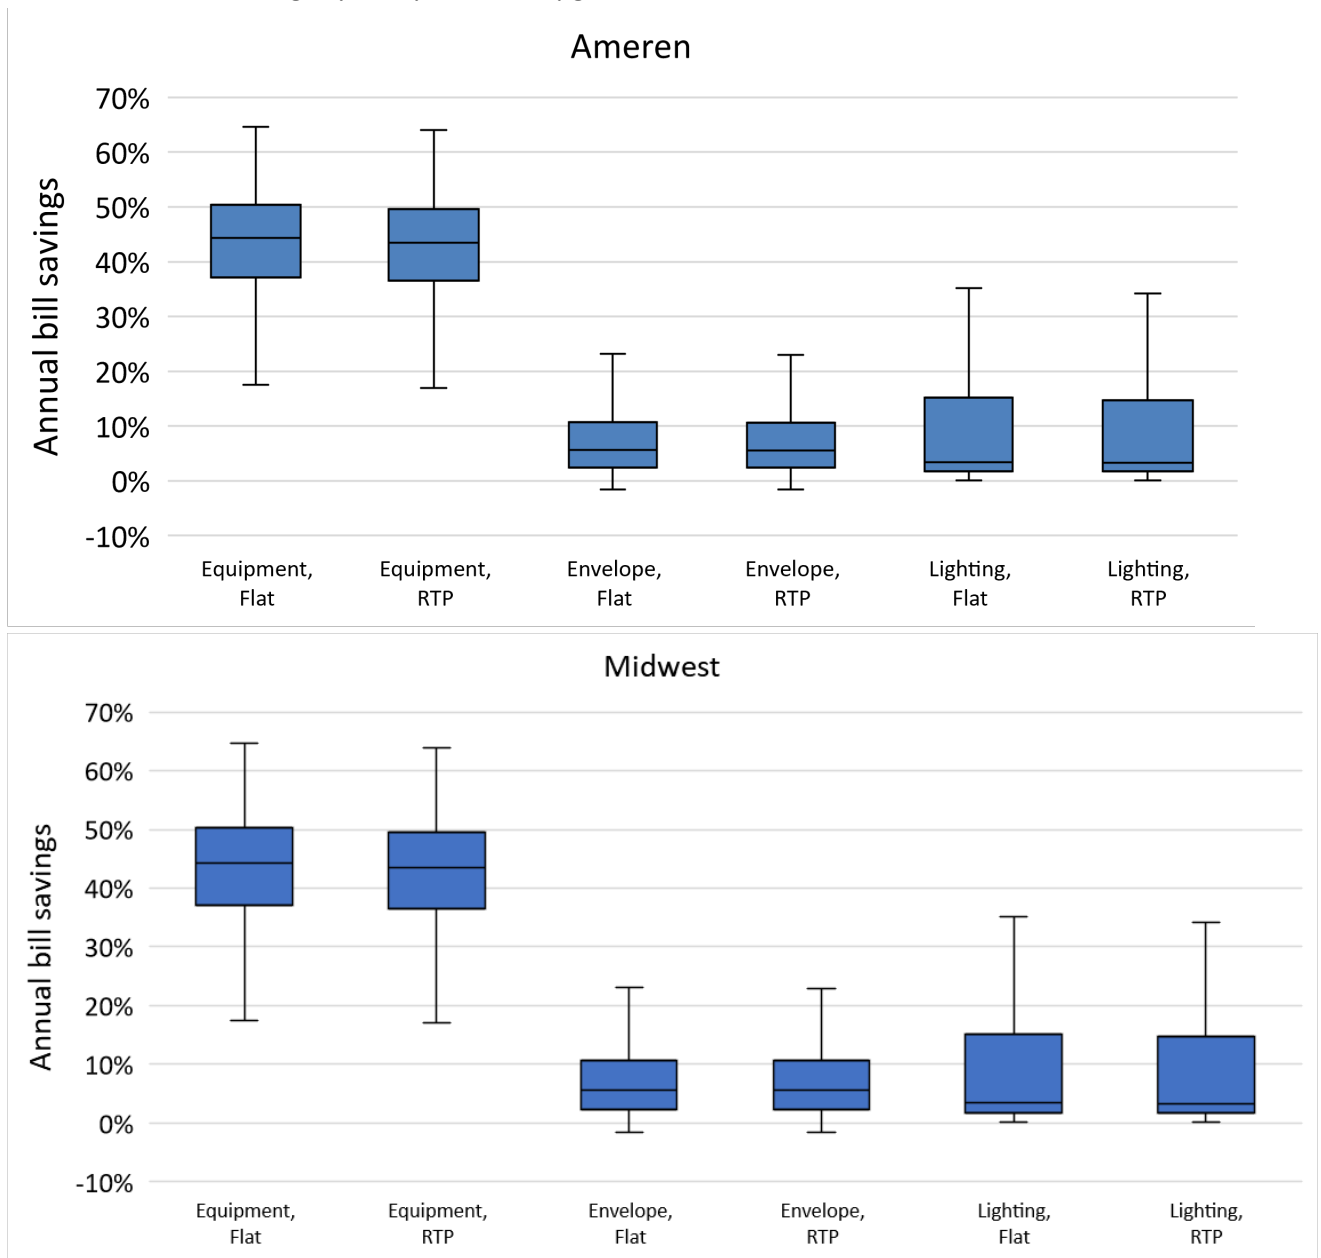 Ameren
70%
60%
50%
40%
30%
20%
10%
0%
-10%
Annual bill savings
Equipment,
Flat
Equipment,
RTP
Envelope,
Flat
Envelope,
RTP
Lighting,
Flat
Lighting,
RTP
Midwest
70%
60%
50%
40%
30%
20%
10%
0%
-10%
Annual bill savings
Equipment,
Flat
Equipment,
RTP
Envelope,
Flat
Envelope,
RTP
Lighting,
Flat
Lighting,
RTP